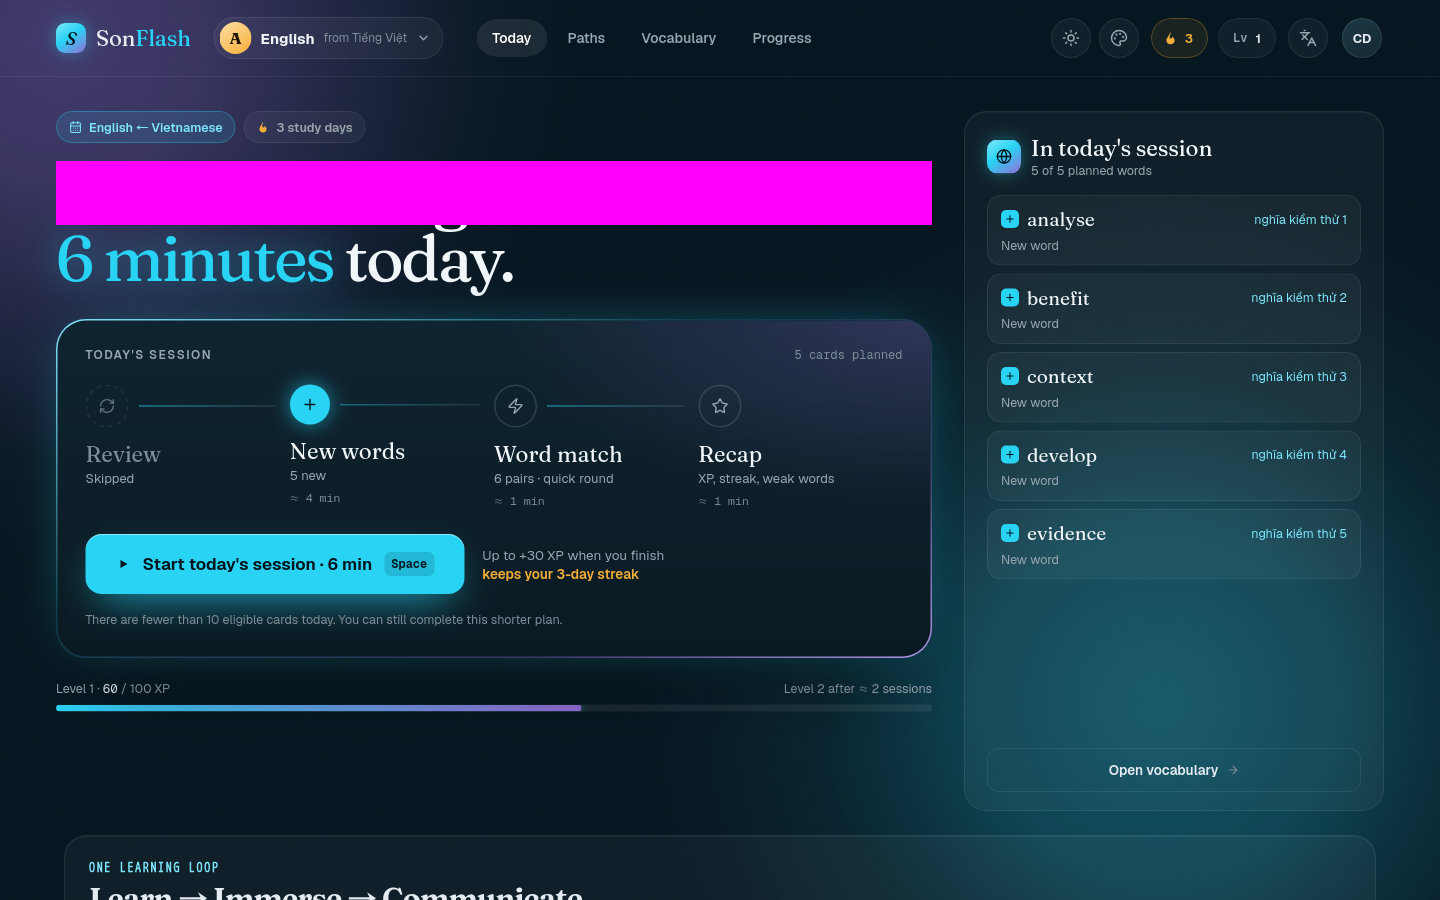 S SonFlash
A English from Tiếng Việt
Today Paths Vocabulary Progress
3
Lv 1
CD
English ← Vietnamese
3 study days
6 minutes today.
TODAY'S SESSION
5 cards planned
Review
Skipped
New words
5 new
≈ 4 min
Word match
6 pairs · quick round
≈ 1 min
Recap
XP, streak, weak words
≈ 1 min
Start today's session · 6 min Space
Up to +30 XP when you finish
keeps your 3-day streak
There are fewer than 10 eligible cards today. You can still complete this shorter plan.
Level 1 · 60 / 100 XP
Level 2 after ≈ 2 sessions
In today's session
5 of 5 planned words
analyse nghĩa kiểm thử 1
New word
benefit nghĩa kiểm thử 2
New word
context nghĩa kiểm thử 3
New word
develop nghĩa kiểm thử 4
New word
evidence nghĩa kiểm thử 5
New word
Open vocabulary →
ONE LEARNING LOOP
Learn → Immerse → Communicate